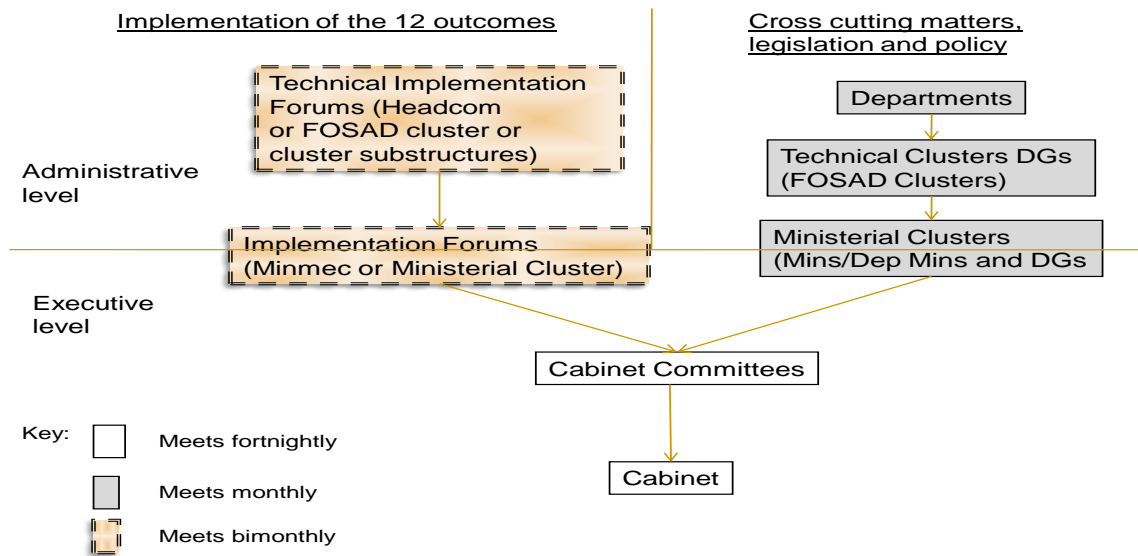 Implementation of the 12 outcomes
Cross cutting matters,
legislation and policy
Technical Implementation
Forums (Headcom
or FOSAD cluster or
cluster substructures)
Departments
Administrative
level
Technical Clusters DGs
(FOSAD Clusters)
Implementation Forums
(Minmec or Ministerial Cluster)
Ministerial Clusters
(Mins/Dep Mins and DGs
Executive
level
Cabinet Committees
Key:
Meets fortnightly
Cabinet
Meets monthly
Meets bimonthly